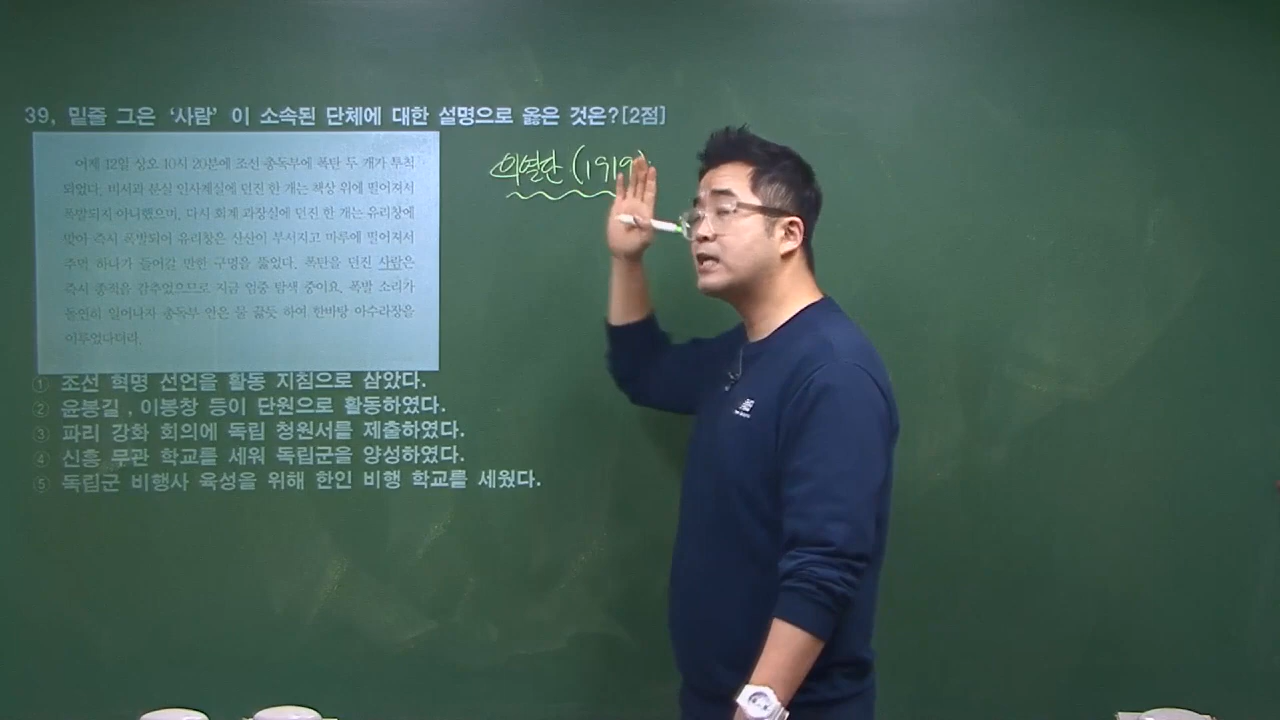 39. 밑줄 그은 '사람' 이 소속된 단체에 대한 설명으로 옳은 것은?[2점]
어제 12일 상오 10시 20분에 조선 총독부에 폭탄 두 개가 투척
되었다. 비서과 분실 인사계실에 던진 한 개는 책상 위에 떨어져서
폭발되지 아니했으며, 다시 회계 과장실에 던진 한 개는 유리창에
맞아 즉시 폭발되어 유리창은 산산이 부서지고 마루에 떨어져서
주먹 하나가 들어갈 만한 구멍을 뚫었다. 폭탄을 던진 사람은
즉시 종적을 감추었으므로 지금 엄중 탐색 중이요, 폭발 소리가
돌연히 일어나자 총독부 안은 물 끓듯 하여 한바탕 아수라장을
이루었다더라.
① 조선 혁명 선언을 활동 지침으로 삼았다.
② 윤봉길 , 이봉창 등이 단원으로 활동하였다.
③ 파리 강화 회의에 독립 청원서를 제출하였다.
④ 신흥 무관 학교를 세워 독립군을 양성하였다.
⑤ 독립군 비행사 육성을 위해 한인 비행 학교를 세웠다.
의열단 (1919)